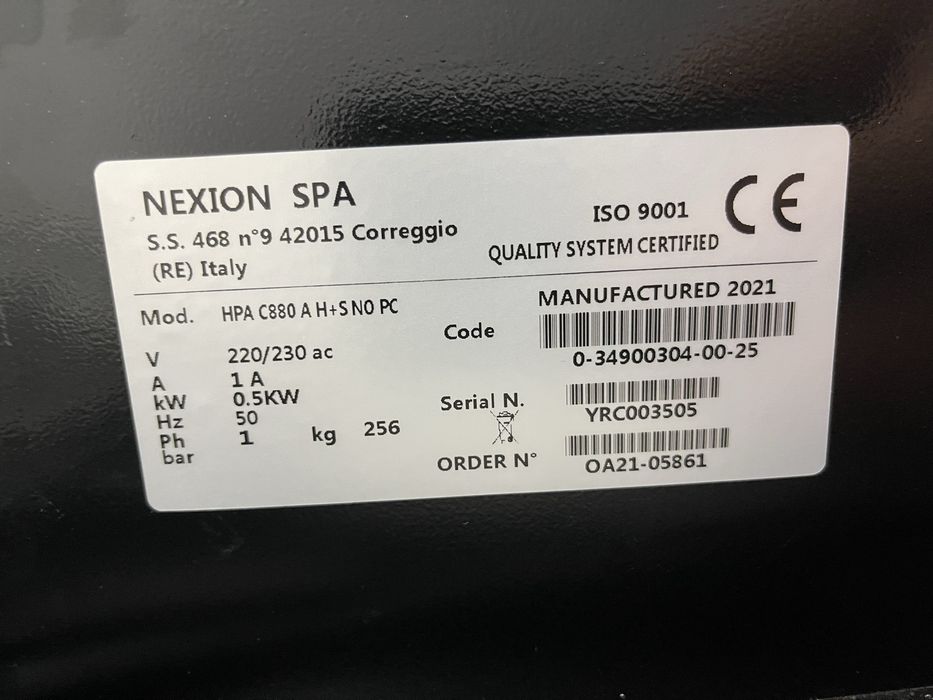 NEXION SPA
S.S. 468 n°9 42015 Correggio
(RE) Italy
ISO 9001
QUALITY SYSTEM CERTIFIED
CE
Mod. HPA C880 A H+S NO PC
V 220/230 ac
A 1 A
kW 0.5KW
Hz 50
Ph 1
bar
kg 256
MANUFACTURED 2021
Code
0-34900304-00-25
Serial N.
YRC003505
ORDER N°
OA21-05861